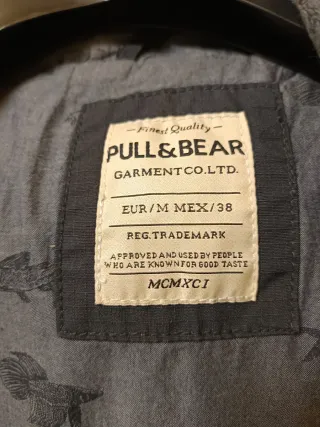 Finest Quality
PULL&BEAR
GARMENT CO. LTD.
EUR/M MEX/38
REG. TRADEMARK
APPROVED AND USED BY PEOPLE
WHO ARE KNOWN FOR GOOD TASTE
MCMXCI